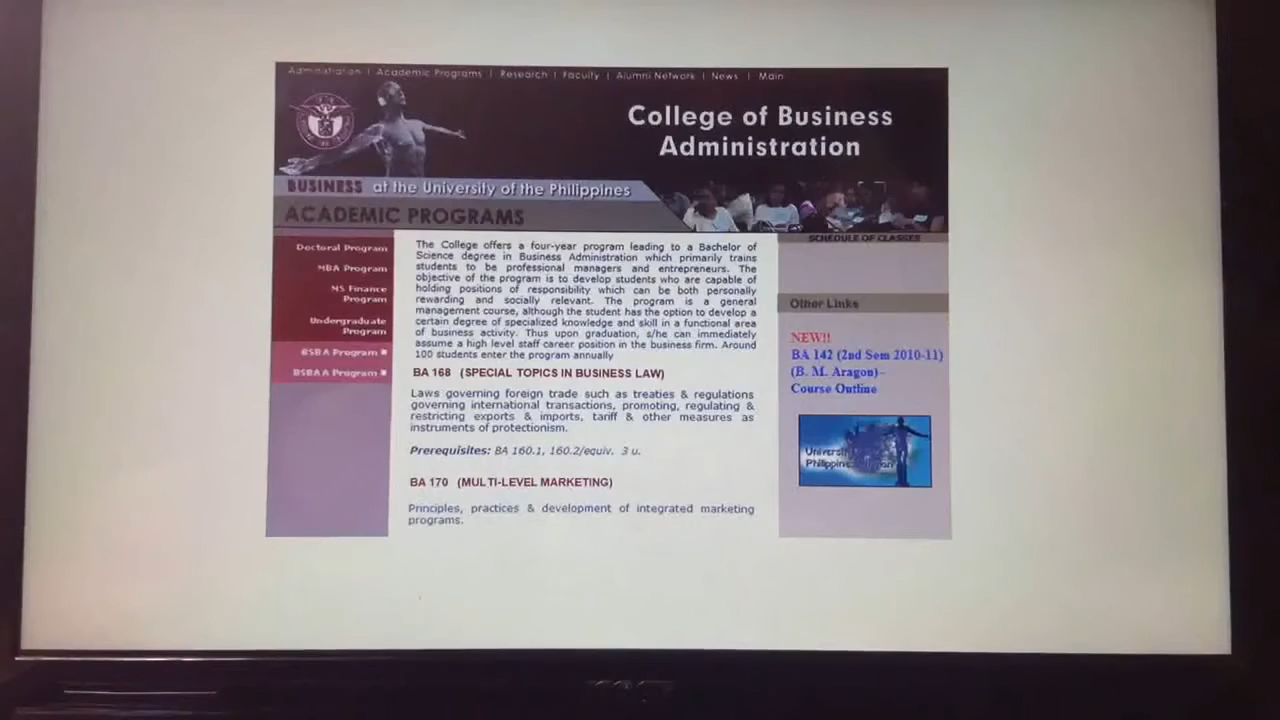 Administration | Academic Programs | Research | Faculty | Alumni Network | News | Main
College of Business
Administration
BUSINESS at the University of the Philippines
ACADEMIC PROGRAMS
Doctoral Program
MBA Program
MS Finance
Program
Undergraduate
Program
BSBA Program
BSBAA Program
The College offers a four-year program leading to a Bachelor of
Science degree in Business Administration which primarily trains
students to be professional managers and entrepreneurs. The
objective of the program is to develop students who are capable of
holding positions of responsibility which can be both personally
rewarding and socially relevant. The program is a general
management course, although the student has the option to develop a
certain degree of specialized knowledge and skill in a functional area
of business activity. Thus upon graduation, s/he can immediately
assume a high level staff career position in the business firm. Around
100 students enter the program annually
BA 168 (SPECIAL TOPICS IN BUSINESS LAW)
Laws governing foreign trade such as treaties & regulations
governing international transactions, promoting, regulating &
restricting exports & imports, tariff & other measures as
instruments of protectionism.
Prerequisites: BA 160.1, 160.2/equiv. 3 u.
BA 170 (MULTI-LEVEL MARKETING)
Principles, practices & development of integrated marketing
programs.
SCHEDULE OF CLASSES
Other Links
NEW!!
BA 142 (2nd Sem 2010-11)
(B. M. Aragon)-
Course Outline